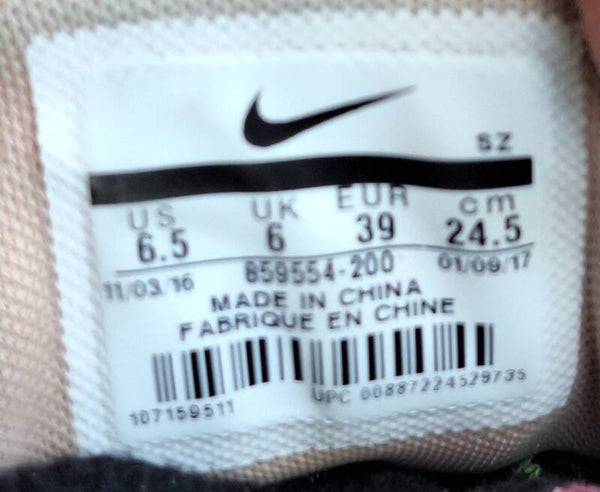 SZ
US UK EUR cm
6.5 6 39 24.5
11/03/16 859554-200 01/09/17
MADE IN CHINA
FABRIQUE EN CHINE
107159511 UPC 00887224529735